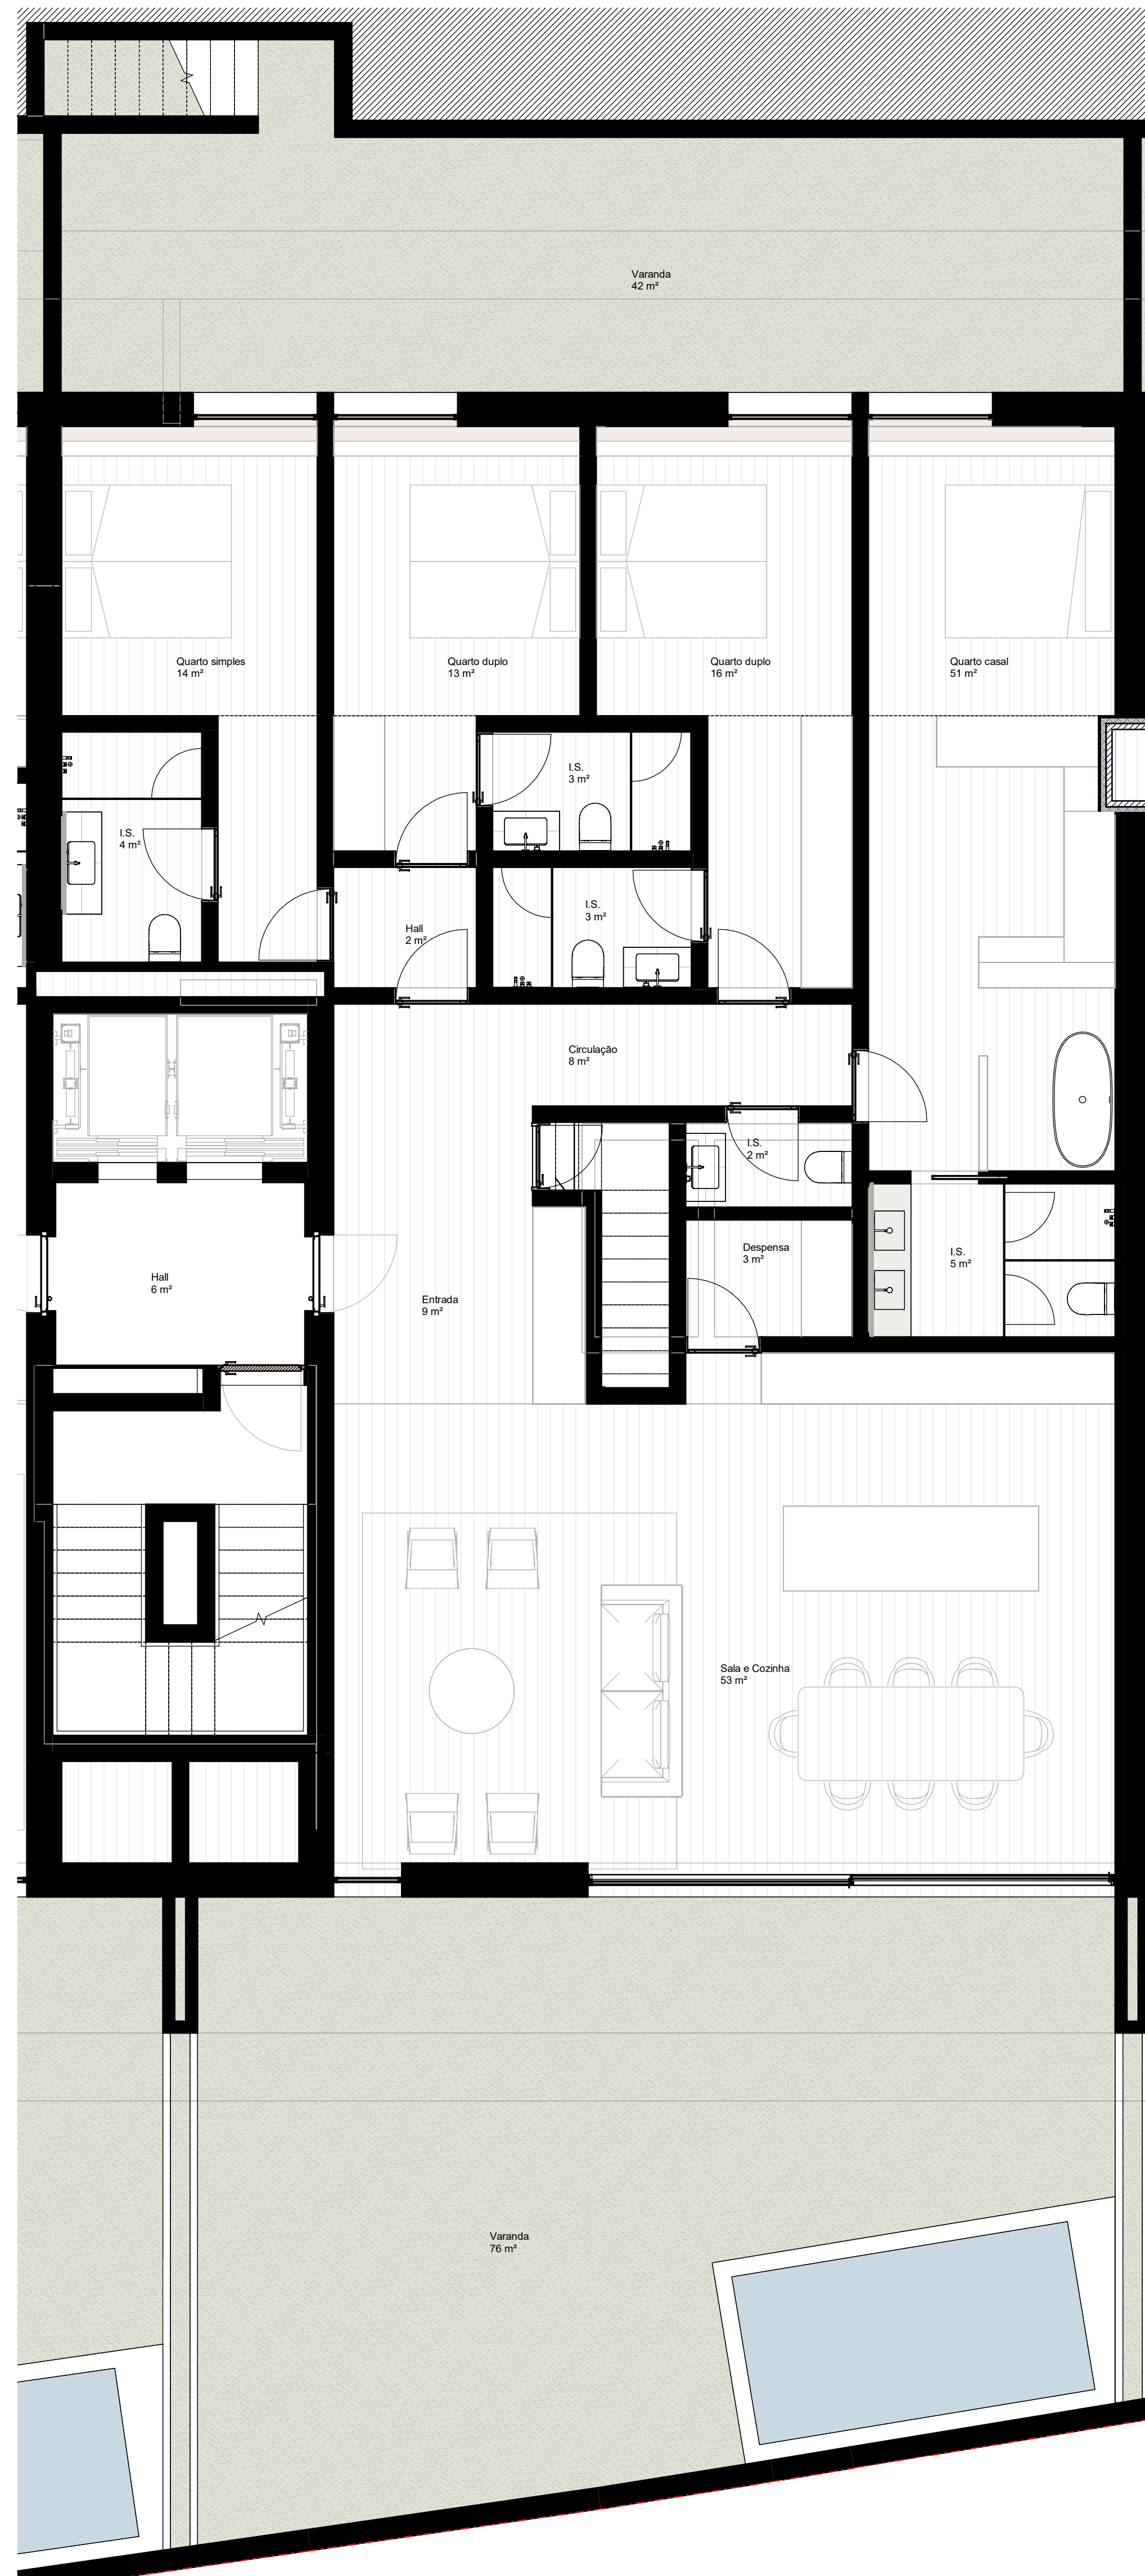 Varanda
42 m²
Quarto simples
14 m²
Quarto duplo
13 m²
Quarto duplo
16 m²
Quarto casal
51 m²
I.S.
3 m²
I.S.
4 m²
I.S.
3 m²
Hall
2 m²
Circulação
8 m²
I.S.
2 m²
Despensa
3 m²
I.S.
5 m²
Hall
6 m²
Entrada
9 m²
Sala e Cozinha
53 m²
Varanda
76 m²